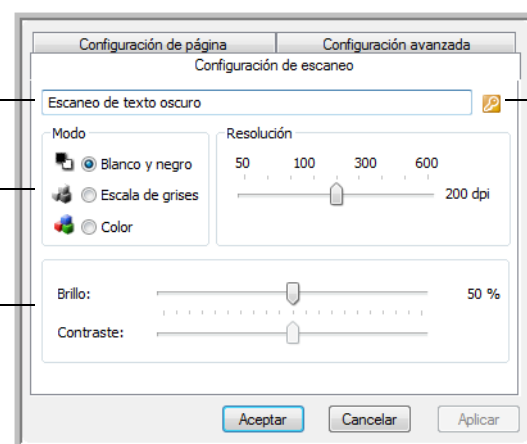 Configuración de página
Configuración avanzada
Configuración de escaneo
Escaneo de texto oscuro
Modo
Blanco y negro
Escala de grises
Color
Resolución
50 100 300 600
200 dpi
Brillo:
50 %
Contraste:
Aceptar
Cancelar
Aplicar